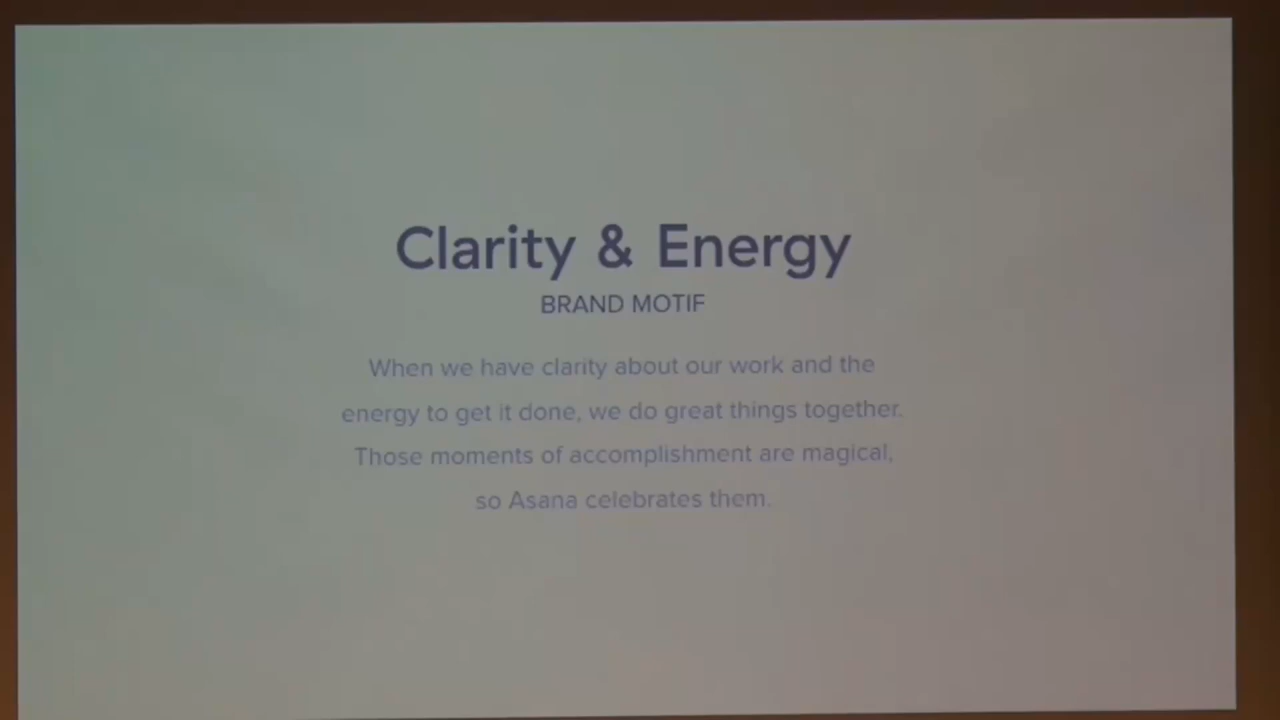 Clarity & Energy
BRAND MOTIF
When we have clarity about our work and the
energy to get it done, we do great things together.
Those moments of accomplishment are magical,
so Asana celebrates them.